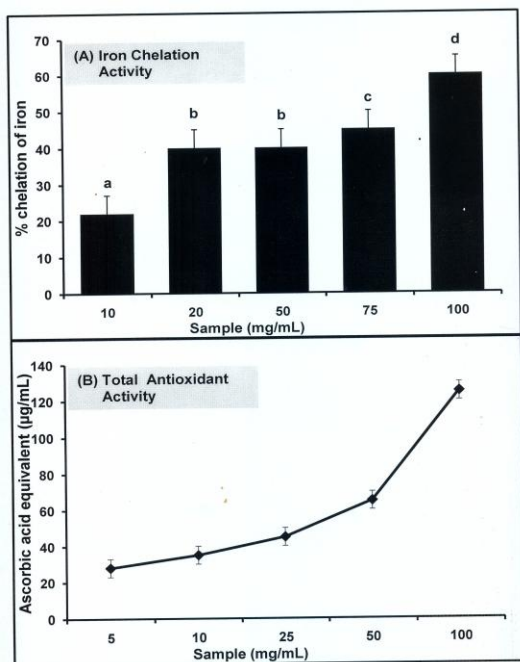 (A) Iron Chelation
Activity
% chelation of iron
70
60
50
40
30
20
10
0
a
b
b
c
d
10 20 50 75 100
Sample (mg/mL)
(B) Total Antioxidant
Activity
Ascorbic acid equivalent (µg/mL)
140
120
100
80
60
40
20
0
5 10 25 50 100
Sample (mg/mL)